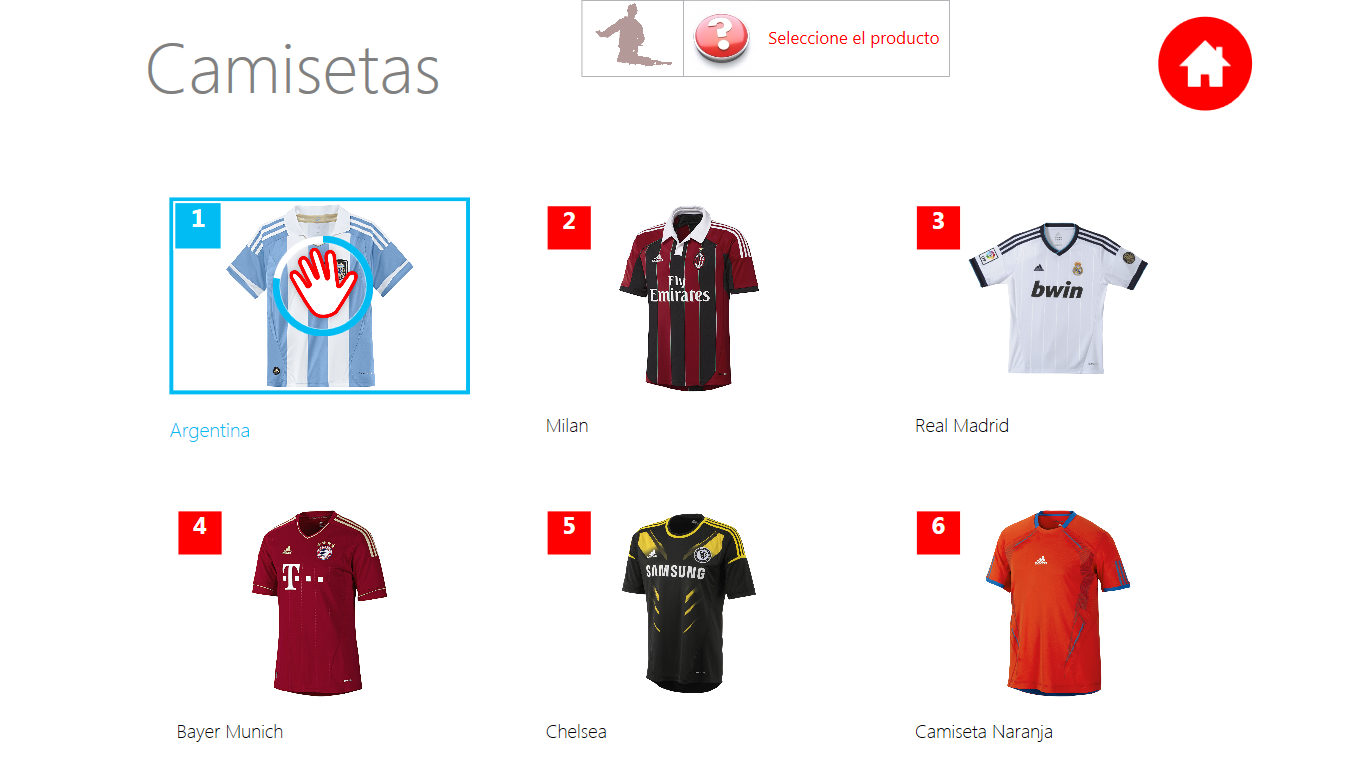 Camisetas
?
Seleccione el producto
1
2
3
Fly
Emirates
bwin
Argentina
Milan
Real Madrid
4
5
6
T
SAMSUNG
Bayer Munich
Chelsea
Camiseta Naranja